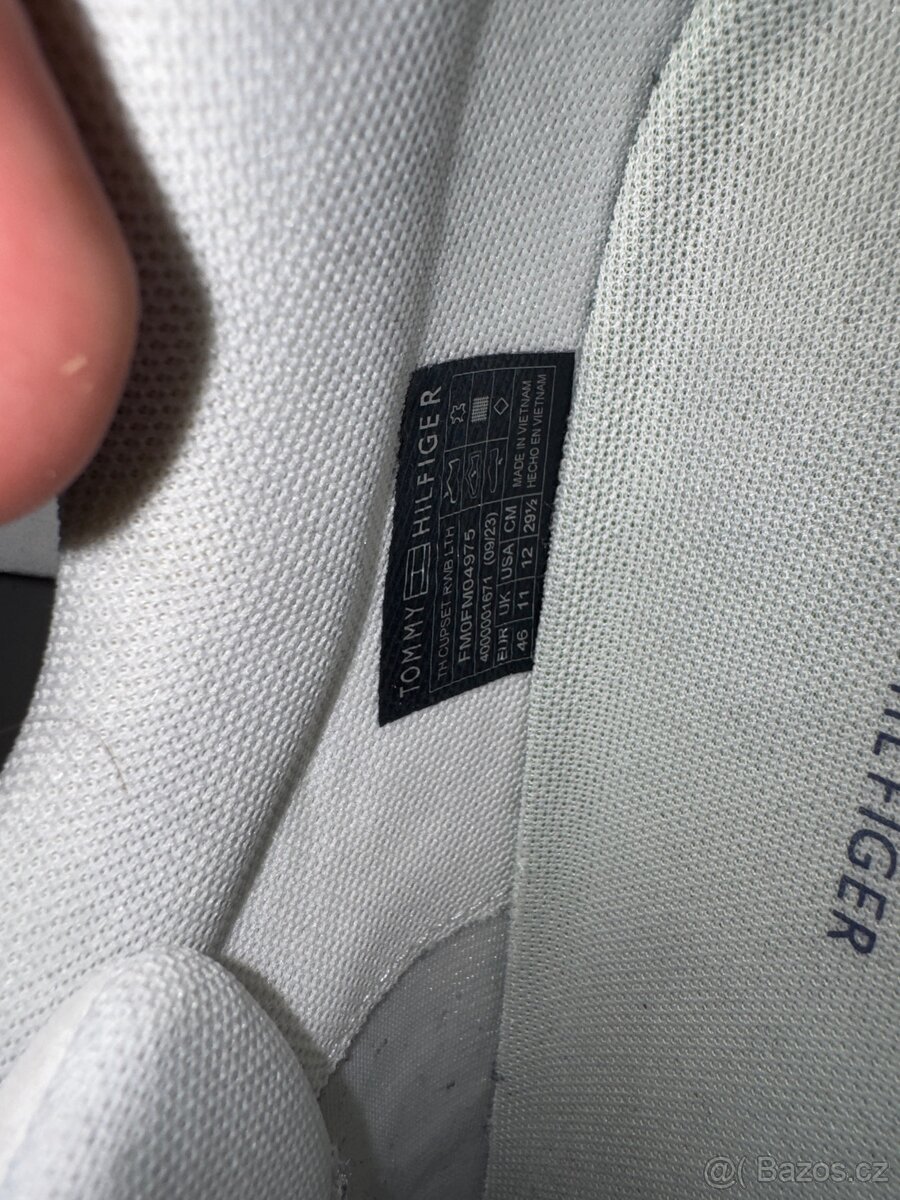 TOMMY HILFIGER
TH CUPSET RWB LTH
FM0FM04975
4000001671 (09/23)
EUR UK USA CM
46 11 12 29½
MADE IN VIETNAM
HECHO EN VIETNAM
HILFIGER
@( Bazos.cz